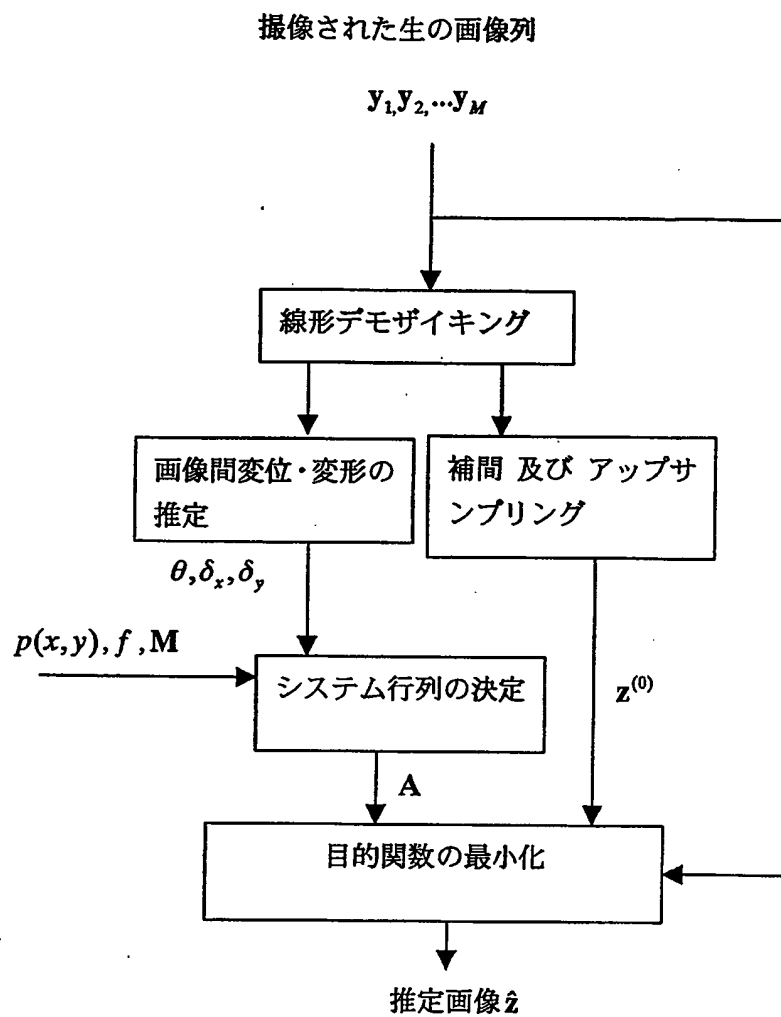 撮像された生の画像列
y₁,y₂,...y_M
線形デモザイキング
画像間変位・変形の
推定
補間 及び アップサ
ンプリング
θ,δₓ,δ_y
p(x,y),f,M
システム行列の決定
z⁽⁰⁾
A
目的関数の最小化
推定画像ẑ